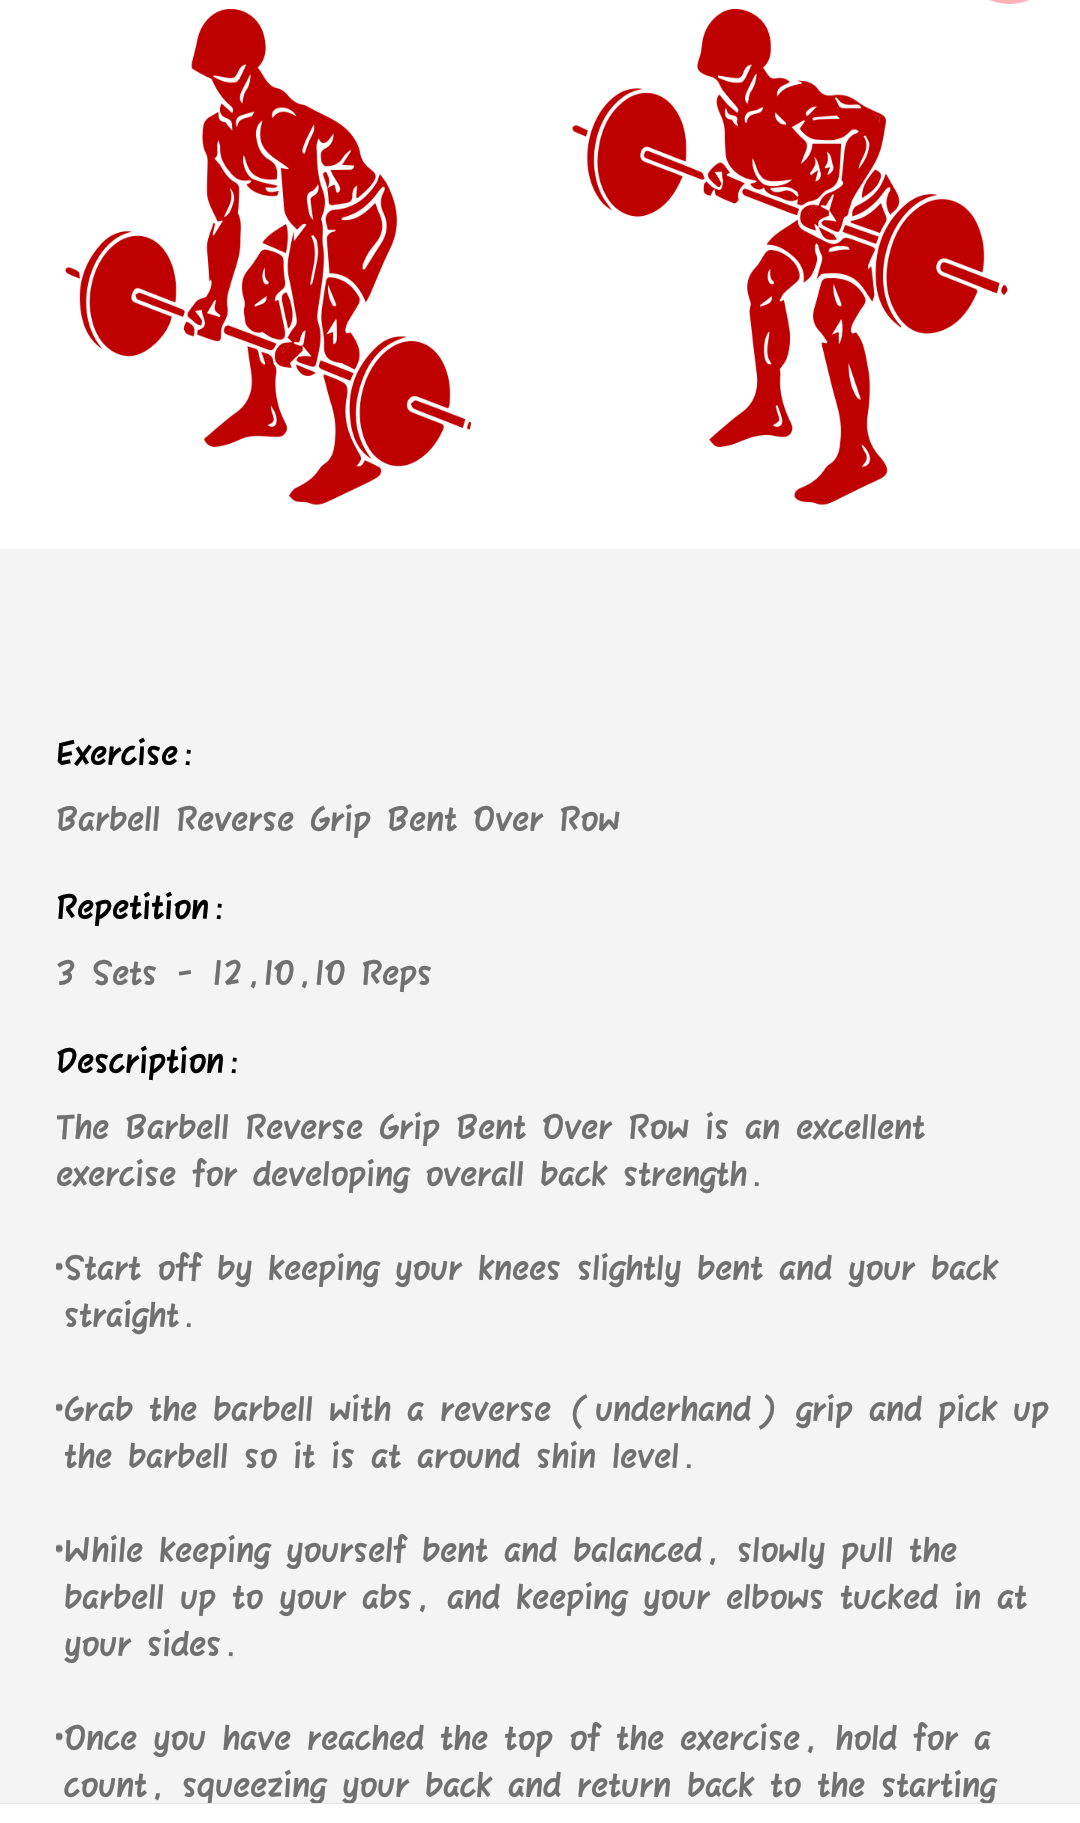 Exercise:
Barbell Reverse Grip Bent Over Row
Repetition:
3 Sets - 12,10,10 Reps
Description:
The Barbell Reverse Grip Bent Over Row is an excellent
exercise for developing overall back strength.
•Start off by keeping your knees slightly bent and your back
straight.
•Grab the barbell with a reverse (underhand) grip and pick up
the barbell so it is at around shin level.
•While keeping yourself bent and balanced, slowly pull the
barbell up to your abs, and keeping your elbows tucked in at
your sides.
•Once you have reached the top of the exercise, hold for a
count, squeezing your back and return back to the starting